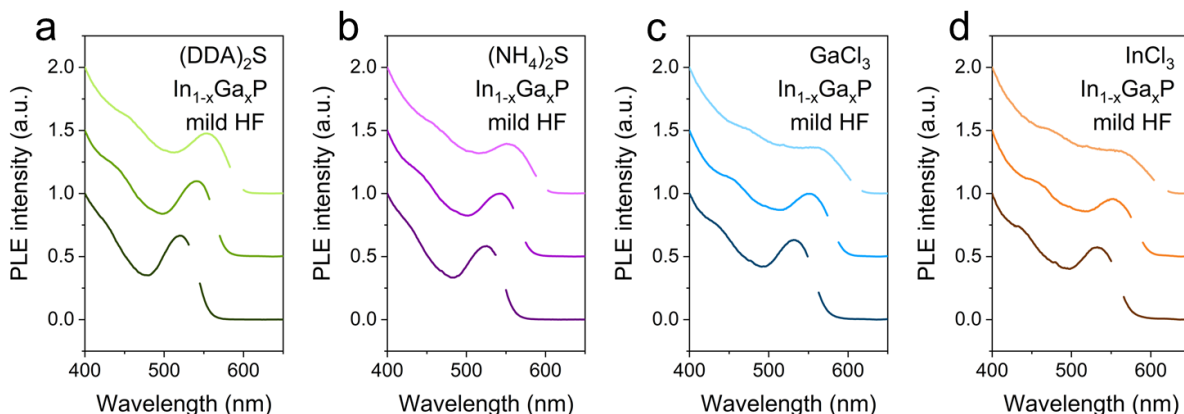 a
(DDA)₂S
In₁₋ₓGaₓP
mild HF
PLE intensity (a.u.)
2.0
1.5
1.0
0.5
0.0
400 500 600
Wavelength (nm)
b
(NH₄)₂S
In₁₋ₓGaₓP
mild HF
PLE intensity (a.u.)
2.0
1.5
1.0
0.5
0.0
400 500 600
Wavelength (nm)
c
GaCl₃
In₁₋ₓGaₓP
mild HF
PLE intensity (a.u.)
2.0
1.5
1.0
0.5
0.0
400 500 600
Wavelength (nm)
d
InCl₃
In₁₋ₓGaₓP
mild HF
PLE intensity (a.u.)
2.0
1.5
1.0
0.5
0.0
400 500 600
Wavelength (nm)